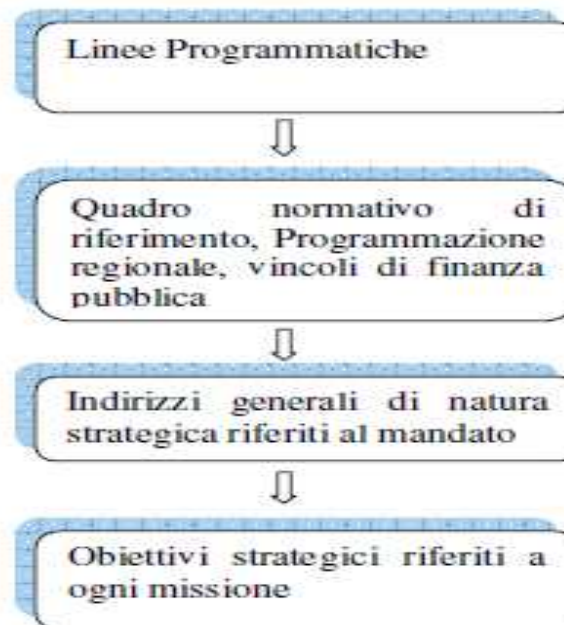 Linee Programmatiche
Quadro normativo di
riferimento, Programmazione
regionale, vincoli di finanza
pubblica
Indirizzi generali di natura
strategica riferiti al mandato
Obiettivi strategici riferiti a
ogni missione